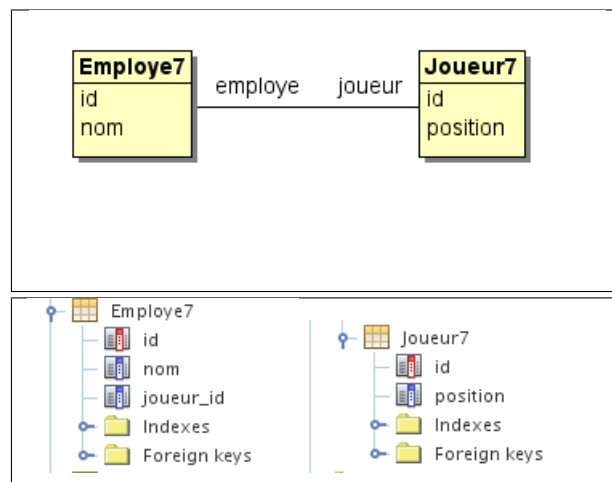 Employe7
id
nom
employe joueur
Joueur7
id
position
Employe7
id
nom
joueur_id
Indexes
Foreign keys
Joueur7
id
position
Indexes
Foreign keys